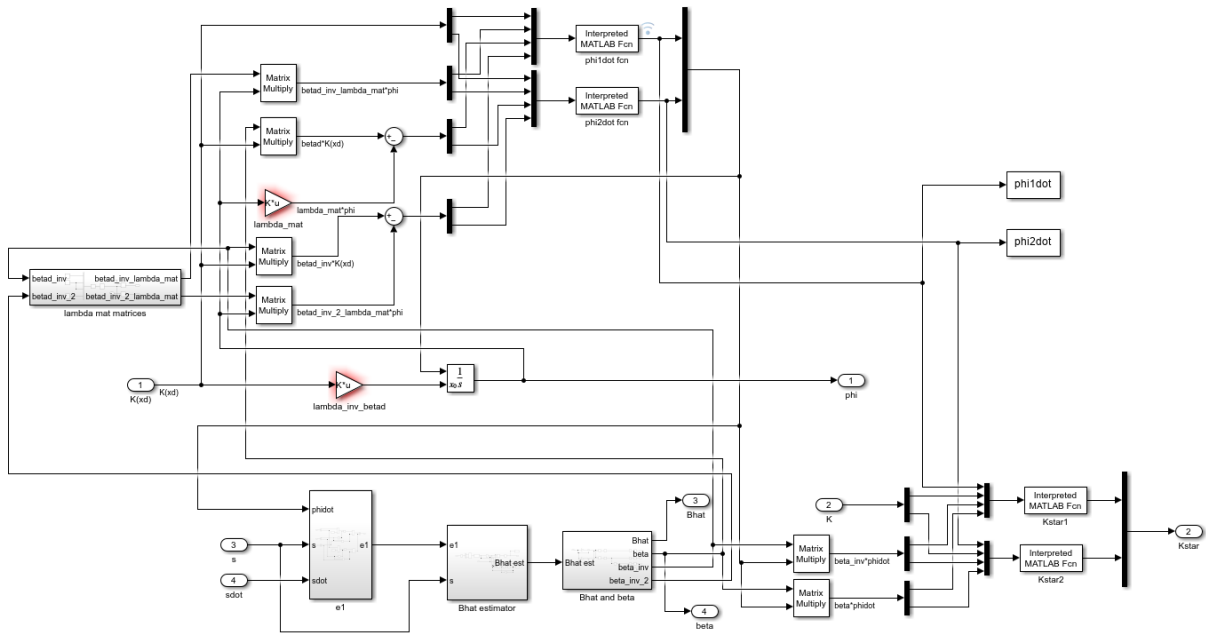 Interpreted
MATLAB Fcn
phi1dot fcn
Matrix
Multiply
betad_inv_lambda_mat*phi
Interpreted
MATLAB Fcn
phi2dot fcn
Matrix
Multiply
betad*K(xd)
+
−
K*u
lambda_mat*phi
lambda_mat
+
−
Matrix
Multiply
betad_inv*K(xd)
Matrix
Multiply
betad_inv_2_lambda_mat*phi
betad_inv
betad_inv_2
betad_inv_lambda_mat
betad_inv_2_lambda_mat
lambda mat matrices
phi1dot
phi2dot
1
K(xd)
K(xd)
K*u
lambda_inv_betad
1
s
x₀
1
phi
phidot
s
sdot
e1
e1
3
s
4
sdot
e1
s
Bhat est
Bhat estimator
Bhat est
Bhat
beta
beta_inv
beta_inv_2
Bhat and beta
3
Bhat
4
beta
2
K
Matrix
Multiply
beta_inv*phidot
Matrix
Multiply
beta*phidot
Interpreted
MATLAB Fcn
Kstar1
Interpreted
MATLAB Fcn
Kstar2
2
Kstar